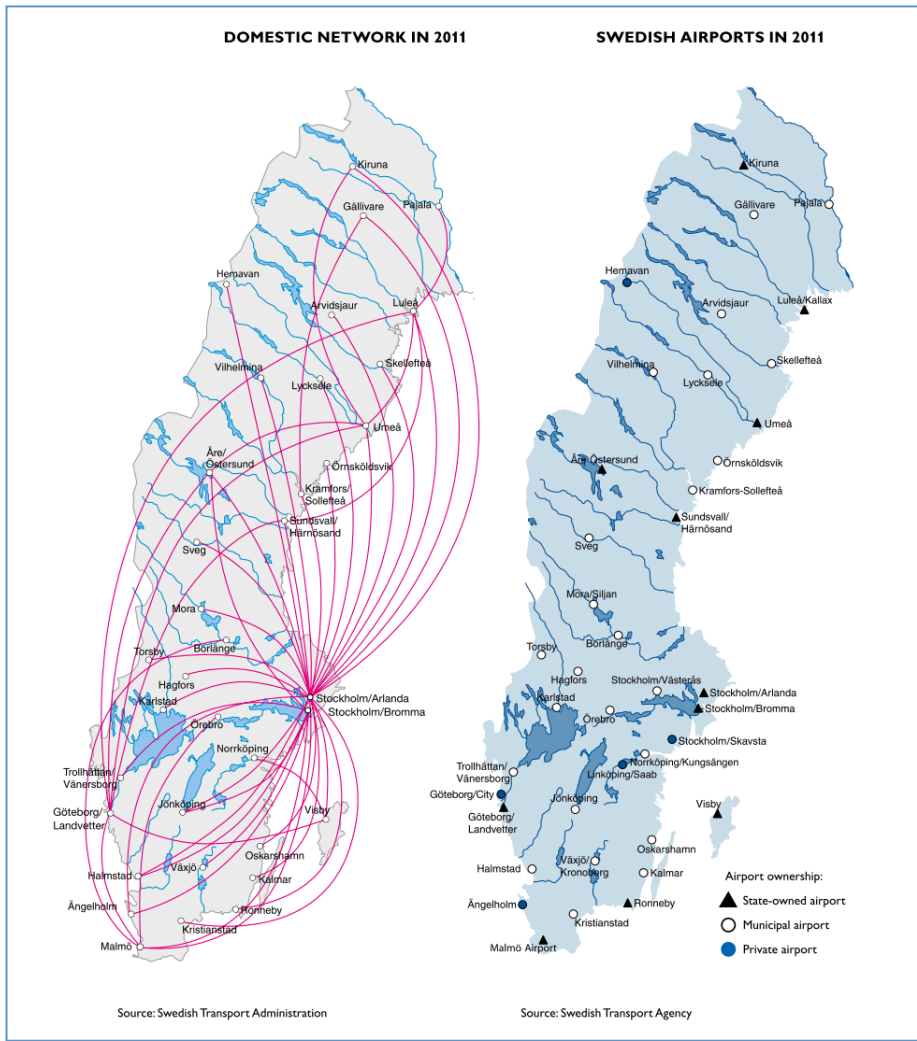 DOMESTIC NETWORK IN 2011
Kiruna
Gällivare
Pajala
Hemavan
Arvidsjaur
Luleå
Vilhelmina
Lycksele
Skellefteå
Umeå
Åre/
Östersund
Örnsköldsvik
Kramfors/
Sollefteå
Sundsvall/
Härnösand
Sveg
Mora
Borlänge
Torsby
Hagfors
Karlstad
Stockholm/Arlanda
Stockholm/Bromma
Örebro
Norrköping
Trollhättan/
Vänersborg
Göteborg/
Landvetter
Jönköping
Visby
Oskarshamn
Halmstad
Växjö
Kalmar
Ängelholm
Ronneby
Kristianstad
Malmö
Source: Swedish Transport Administration
SWEDISH AIRPORTS IN 2011
Kiruna
Gällivare
Pajala
Hemavan
Arvidsjaur
Luleå/Kallax
Vilhelmina
Lycksele
Skellefteå
Umeå
Åre Östersund
Örnsköldsvik
Kramfors-Sollefteå
Sundsvall/
Härnösand
Sveg
Mora/Siljan
Borlänge
Torsby
Hagfors
Karlstad
Stockholm/Västerås
Stockholm/Arlanda
Stockholm/Bromma
Örebro
Stockholm/Skavsta
Norrköping/Kungsängen
Linköping/Saab
Trollhättan/
Vänersborg
Göteborg/City
Göteborg/
Landvetter
Jönköping
Visby
Oskarshamn
Halmstad
Växjö/
Kronoberg
Kalmar
Ängelholm
Ronneby
Kristianstad
Malmö Airport
Airport ownership:
State-owned airport
Municipal airport
Private airport
Source: Swedish Transport Agency